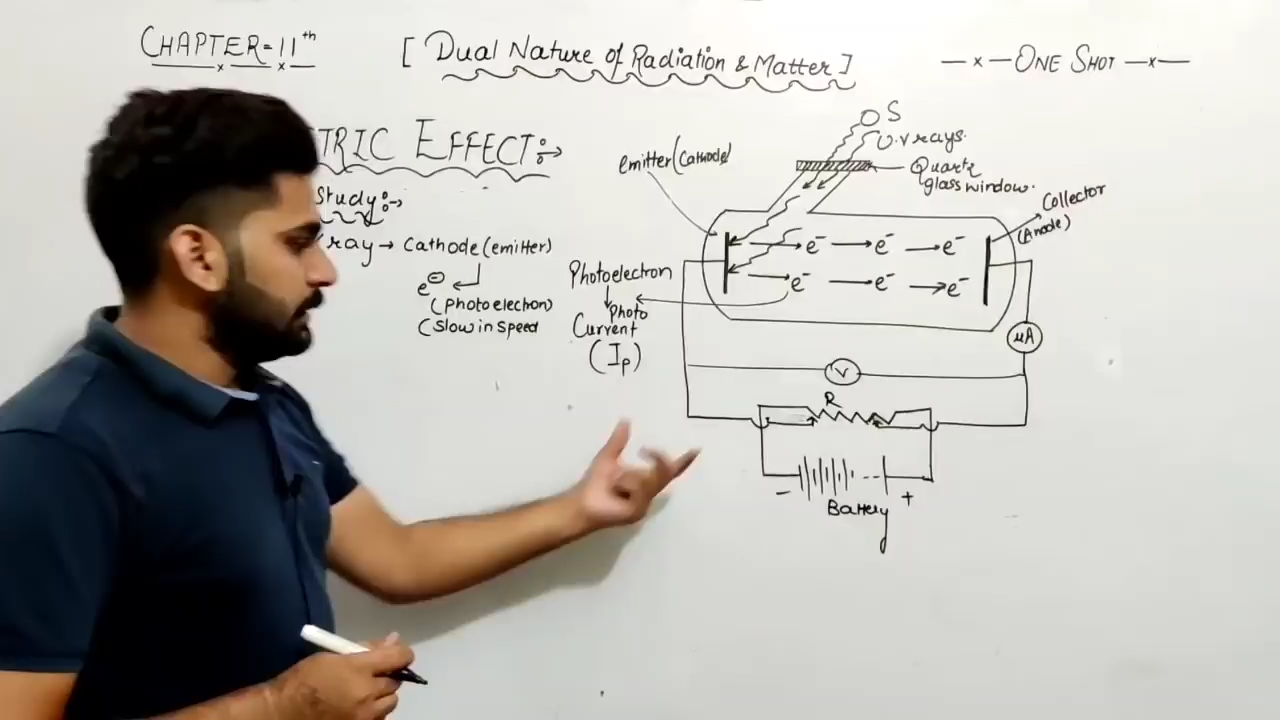 CHAPTER-11th
[ Dual Nature of Radiation & Matter ]
—x—ONE SHOT—x—
TRIC EFFECT:→
Study:→
ray → Cathode (emitter)
e⊖
(Photoelectron)
(Slow in Speed
emitter (Cathode)
S
U.V rays.
Quartz
glass window.
Collector
(Anode)
e⁻ → e⁻ → e⁻
e⁻ → e⁻ → e⁻
Photoelectron
Photo
Current
(Ip)
μA
V
R
- +
Battery